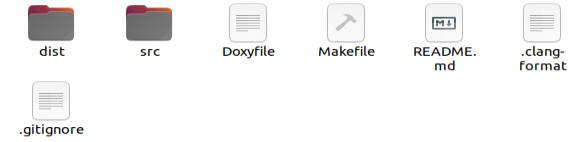 dist
src
Doxyfile
Makefile
README.
md
.clang-
format
.gitignore